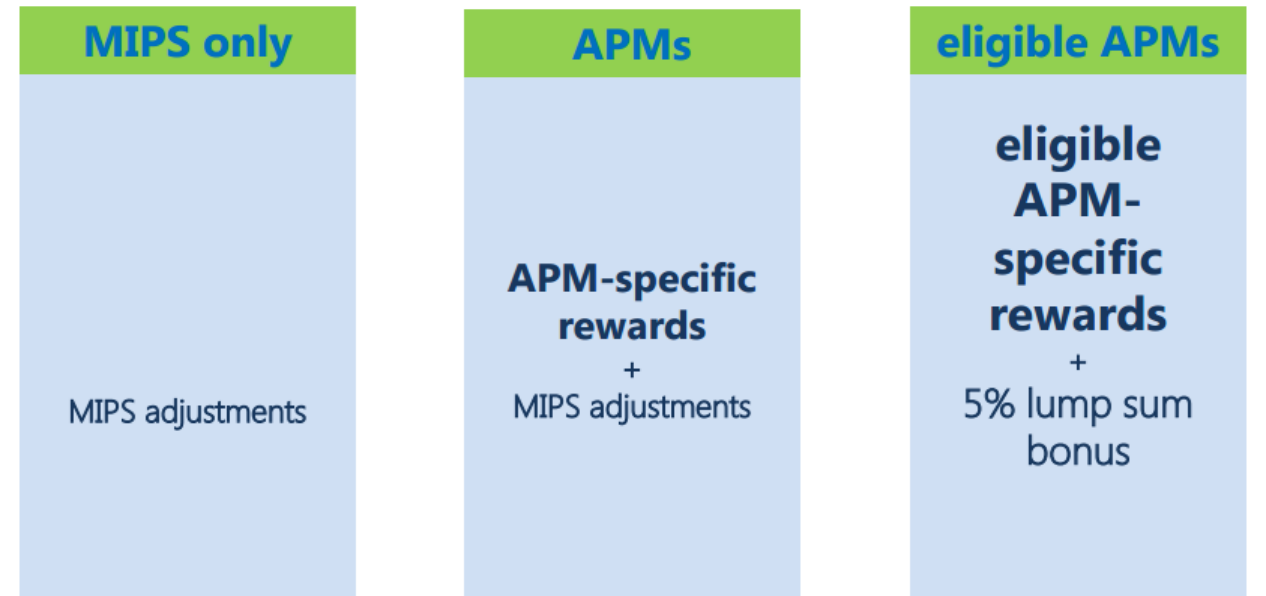 MIPS only
MIPS adjustments
APMs
APM-specific
rewards
+
MIPS adjustments
eligible APMs
eligible
APM-
specific
rewards
+
5% lump sum
bonus